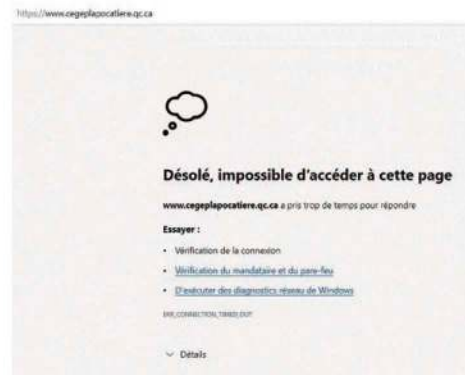 https://www.cegeplapocatiere.qc.ca
Désolé, impossible d'accéder à cette page
www.cegeplapocatiere.qc.ca a pris trop de temps pour répondre
Essayer :
• Vérification de la connexion
• Vérification du mandataire et du pare-feu
• D'exécuter des diagnostics réseau de Windows
ERR_CONNECTION_TIMED_OUT
Détails